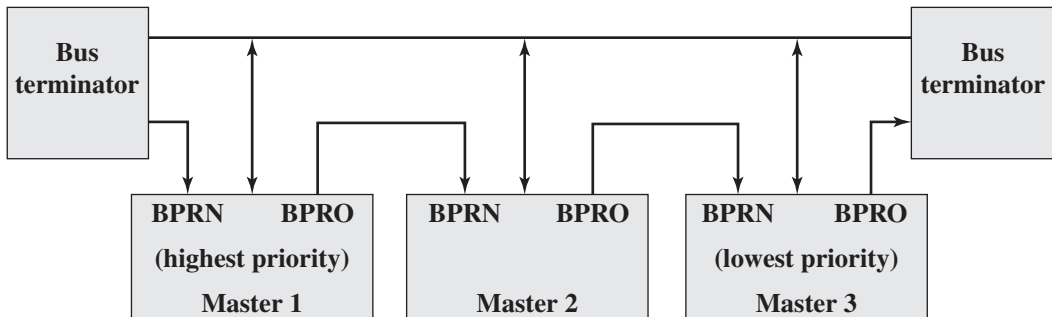 Bus
terminator
Bus
terminator
BPRN BPRO
(highest priority)
Master 1
BPRN BPRO
Master 2
BPRN BPRO
(lowest priority)
Master 3